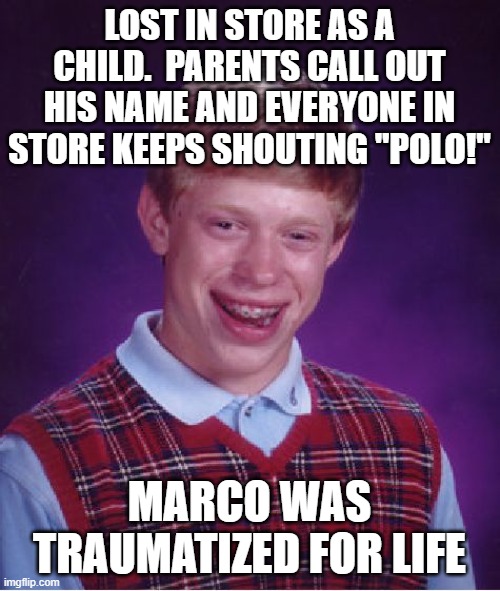 LOST IN STORE AS A
CHILD.  PARENTS CALL OUT
HIS NAME AND EVERYONE IN
STORE KEEPS SHOUTING "POLO!"
MARCO WAS
TRAUMATIZED FOR LIFE
imgflip.com